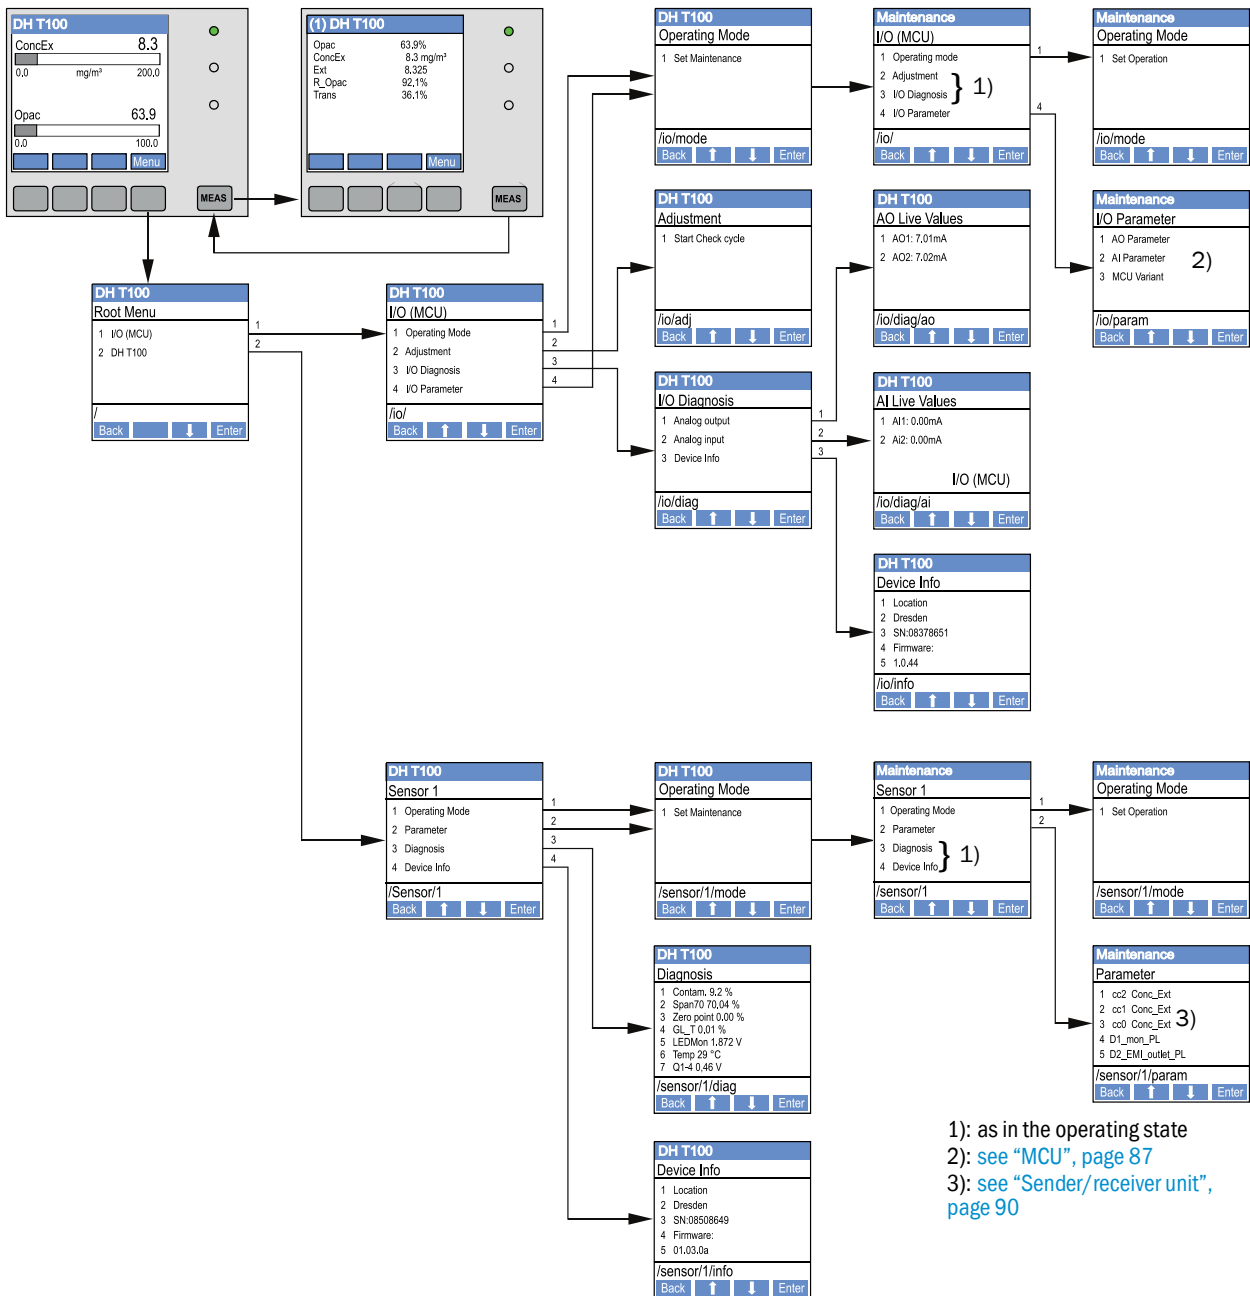 DH T100
ConcEx 8.3
0.0 mg/m³ 200.0
Opac 63.9
0.0 100.0
Menu
MEAS
(1) DH T100
Opac 63.9%
ConcEx 8.3 mg/m³
Ext 8.325
R_Opac 92,1%
Trans 36.1%
Menu
MEAS
DH T100
Operating Mode
1 Set Maintenance
/io/mode
Back Enter
Maintenance
I/O (MCU)
1 Operating mode
2 Adjustment
3 I/O Diagnosis
4 I/O Parameter
1)
/io/
Back Enter
1
4
Maintenance
Operating Mode
1 Set Operation
/io/mode
Back Enter
DH T100
Adjustment
1 Start Check cycle
/io/adj
Back Enter
DH T100
AO Live Values
1 AO1: 7,01mA
2 AO2: 7.02mA
/io/diag/ao
Back Enter
Maintenance
I/O Parameter
1 AO Parameter
2 AI Parameter
3 MCU Variant
2)
/io/param
Back Enter
DH T100
Root Menu
1 I/O (MCU)
2 DH T100
/
Back Enter
1
2
DH T100
I/O (MCU)
1 Operating Mode
2 Adjustment
3 I/O Diagnosis
4 I/O Parameter
/io/
Back Enter
1
2
3
4
DH T100
I/O Diagnosis
1 Analog output
2 Analog input
3 Device Info
/io/diag
Back Enter
1
2
3
DH T100
AI Live Values
1 AI1: 0.00mA
2 Ai2: 0.00mA
I/O (MCU)
/io/diag/ai
Back Enter
DH T100
Device Info
1 Location
2 Dresden
3 SN:08378651
4 Firmware:
5 1.0.44
/io/info
Back Enter
DH T100
Sensor 1
1 Operating Mode
2 Parameter
3 Diagnosis
4 Device Info
/Sensor/1
Back Enter
1
2
3
4
DH T100
Operating Mode
1 Set Maintenance
/sensor/1/mode
Back Enter
Maintenance
Sensor 1
1 Operating Mode
2 Parameter
3 Diagnosis
4 Device Info
1)
/sensor/1
Back Enter
1
2
Maintenance
Operating Mode
1 Set Operation
/sensor/1/mode
Back Enter
DH T100
Diagnosis
1 Contam. 9.2 %
2 Span70 70,04 %
3 Zero point 0.00 %
4 GL_T 0,01 %
5 LEDMon 1.872 V
6 Temp 29 °C
7 Q1-4 0,46 V
/sensor/1/diag
Back Enter
Maintenance
Parameter
1 cc2 Conc_Ext
2 cc1 Conc_Ext
3 cc0 Conc_Ext
4 D1_mon_PL
5 D2_EMI_outlet_PL
3)
/sensor/1/param
Back Enter
DH T100
Device Info
1 Location
2 Dresden
3 SN:08508649
4 Firmware:
5 01.03.0a
/sensor/1/info
Back Enter
1): as in the operating state
2): see “MCU”, page 87
3): see “Sender/receiver unit”,
page 90